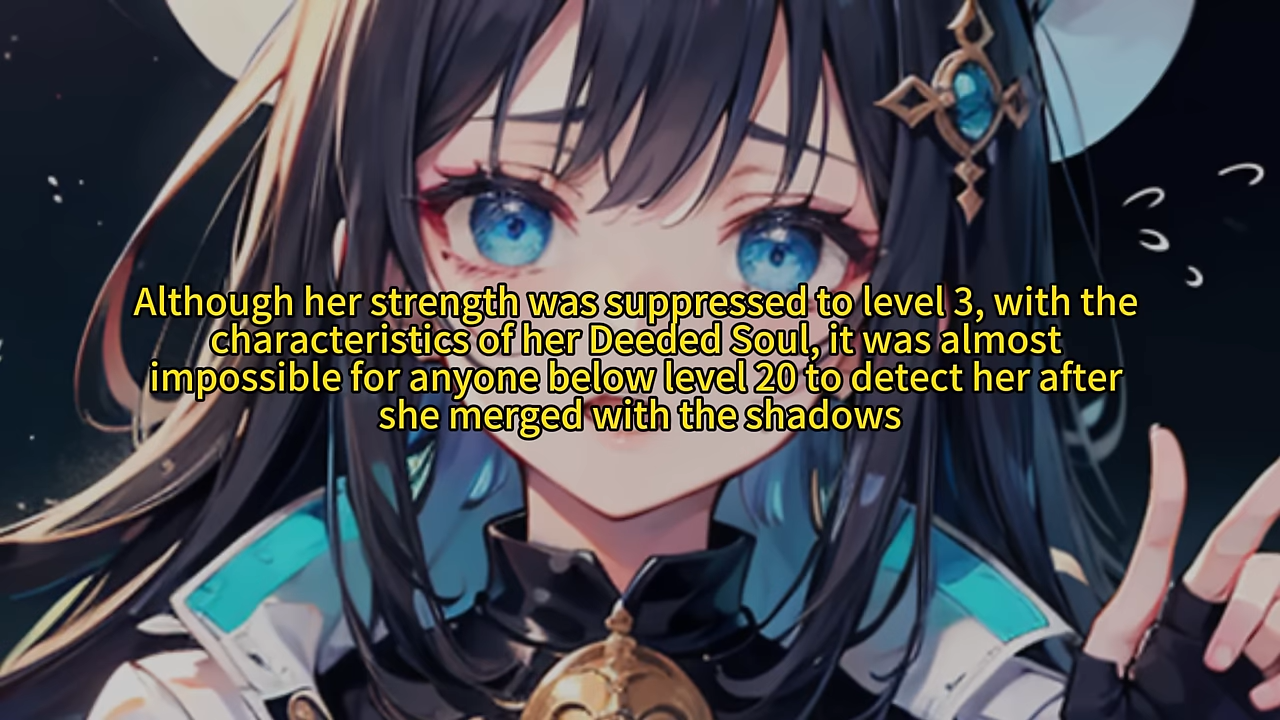 Although her strength was suppressed to level 3, with the
characteristics of her Deeded Soul, it was almost
impossible for anyone below level 20 to detect her after
she merged with the shadows